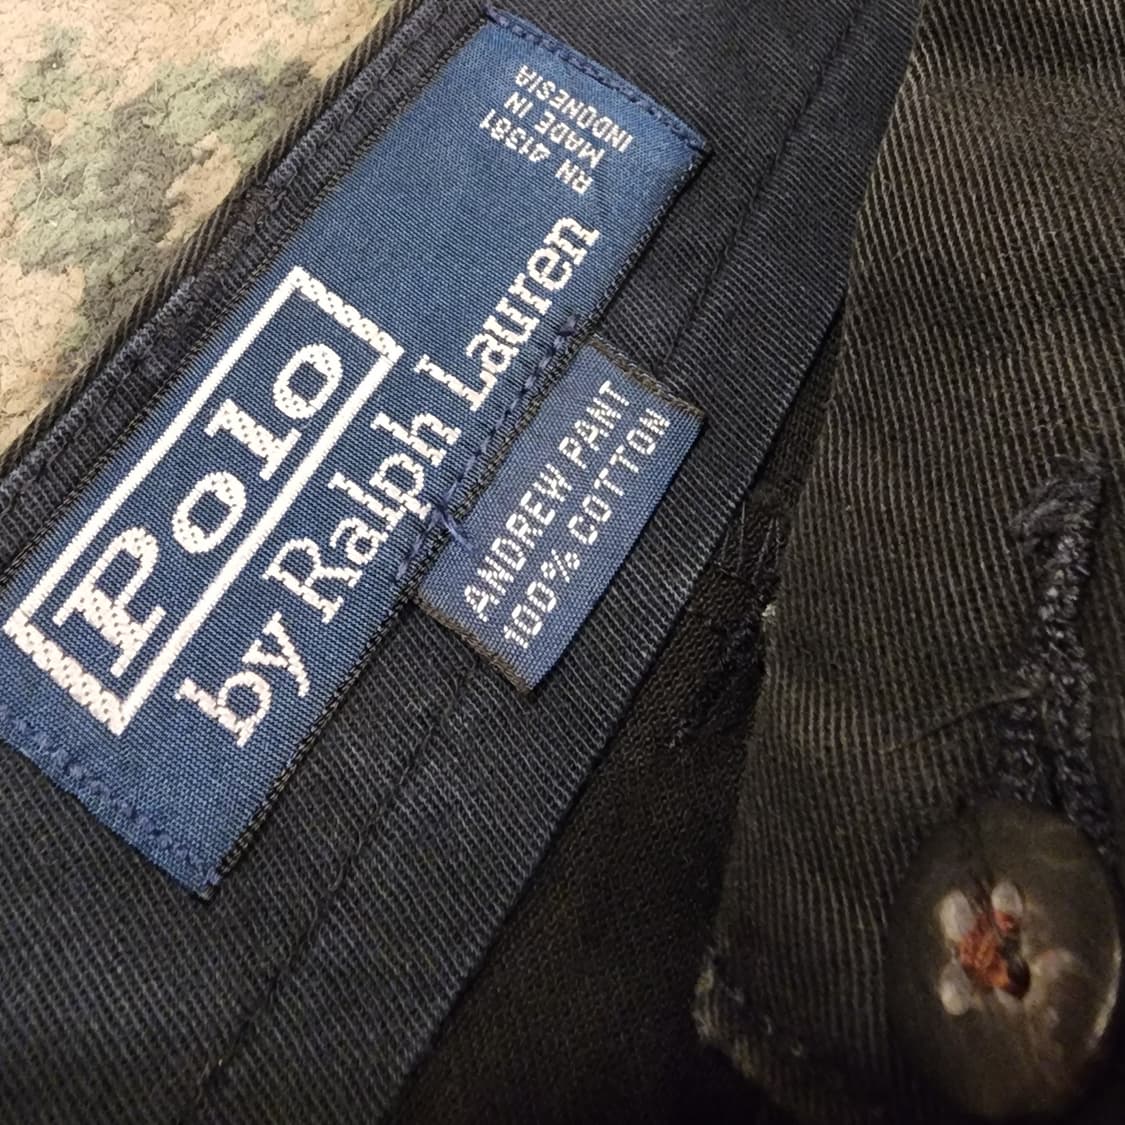 Polo
by Ralph Lauren
RN 41381
MADE IN
INDONESIA
ANDREW PANT
100% COTTON